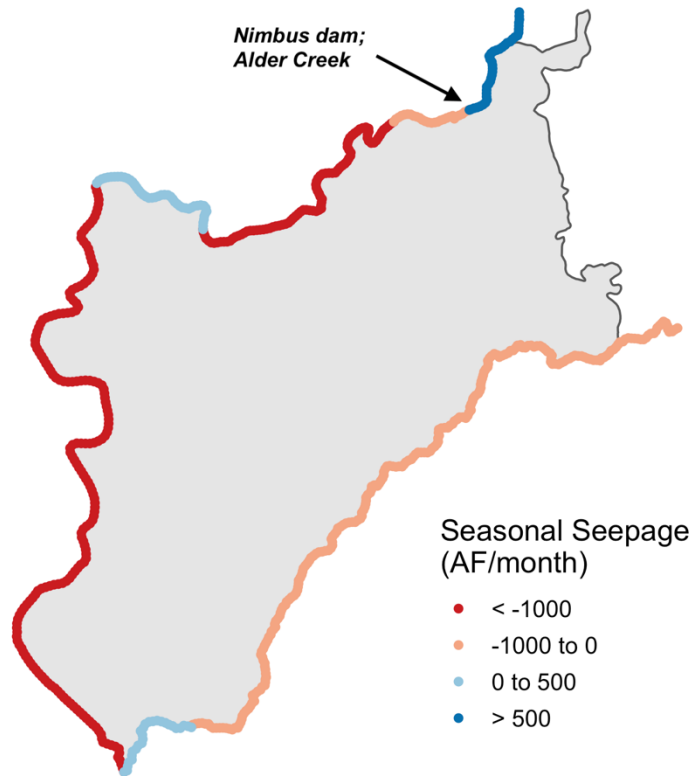 Nimbus dam;
Alder Creek
Seasonal Seepage
(AF/month)
< -1000
-1000 to 0
0 to 500
> 500